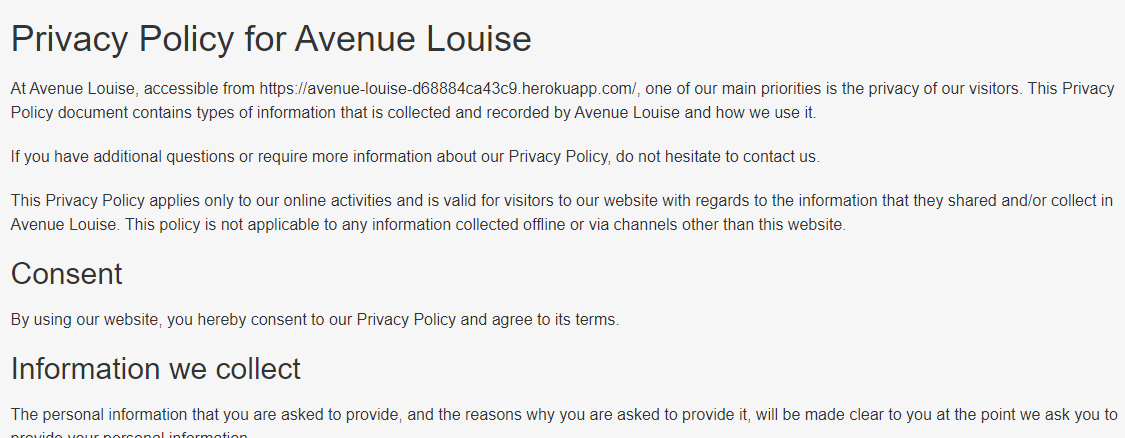 Privacy Policy for Avenue Louise
At Avenue Louise, accessible from https://avenue-louise-d68884ca43c9.herokuapp.com/, one of our main priorities is the privacy of our visitors. This Privacy
Policy document contains types of information that is collected and recorded by Avenue Louise and how we use it.
If you have additional questions or require more information about our Privacy Policy, do not hesitate to contact us.
This Privacy Policy applies only to our online activities and is valid for visitors to our website with regards to the information that they shared and/or collect in
Avenue Louise. This policy is not applicable to any information collected offline or via channels other than this website.
Consent
By using our website, you hereby consent to our Privacy Policy and agree to its terms.
Information we collect
The personal information that you are asked to provide, and the reasons why you are asked to provide it, will be made clear to you at the point we ask you to
provide your personal information.